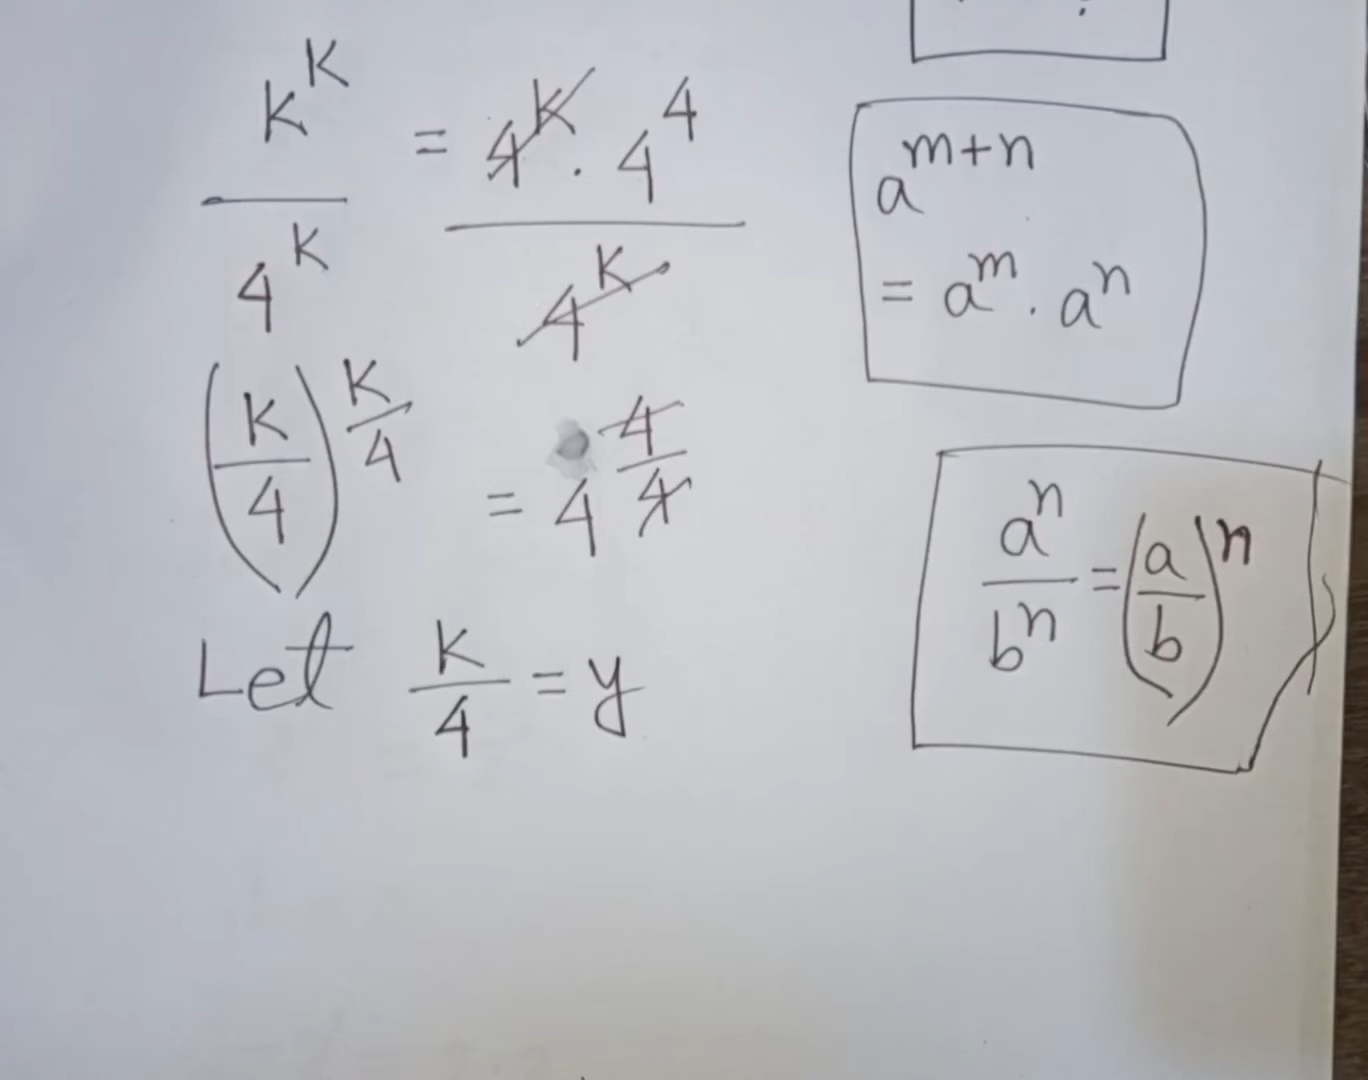 K^K / 4^K = 4^K . 4^4 / 4^K
(K/4)^(K/4) = 4^(4/4)
Let K/4 = y
a^(m+n)
= a^m . a^n
a^n / b^n = (a/b)^n